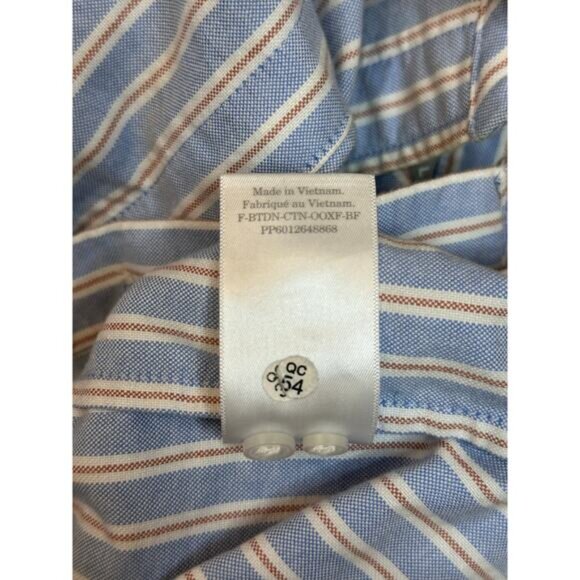 Made in Vietnam.
Fabriqué au Vietnam.
F-BTDN-CTN-OOXF-BF
PP6012648868
QC
54